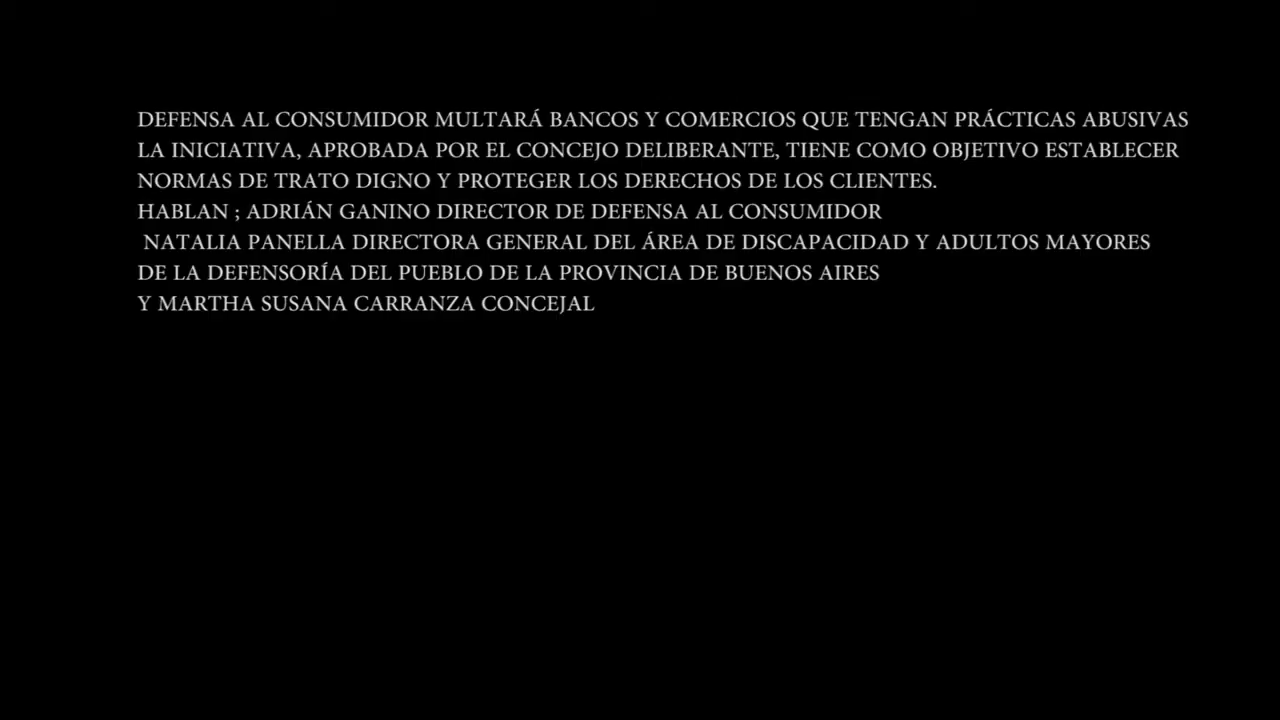 DEFENSA AL CONSUMIDOR MULTARÁ BANCOS Y COMERCIOS QUE TENGAN PRÁCTICAS ABUSIVAS
LA INICIATIVA, APROBADA POR EL CONCEJO DELIBERANTE, TIENE COMO OBJETIVO ESTABLECER
NORMAS DE TRATO DIGNO Y PROTEGER LOS DERECHOS DE LOS CLIENTES.
HABLAN ; ADRIÁN GANINO DIRECTOR DE DEFENSA AL CONSUMIDOR
NATALIA PANELLA DIRECTORA GENERAL DEL ÁREA DE DISCAPACIDAD Y ADULTOS MAYORES
DE LA DEFENSORÍA DEL PUEBLO DE LA PROVINCIA DE BUENOS AIRES
Y MARTHA SUSANA CARRANZA CONCEJAL